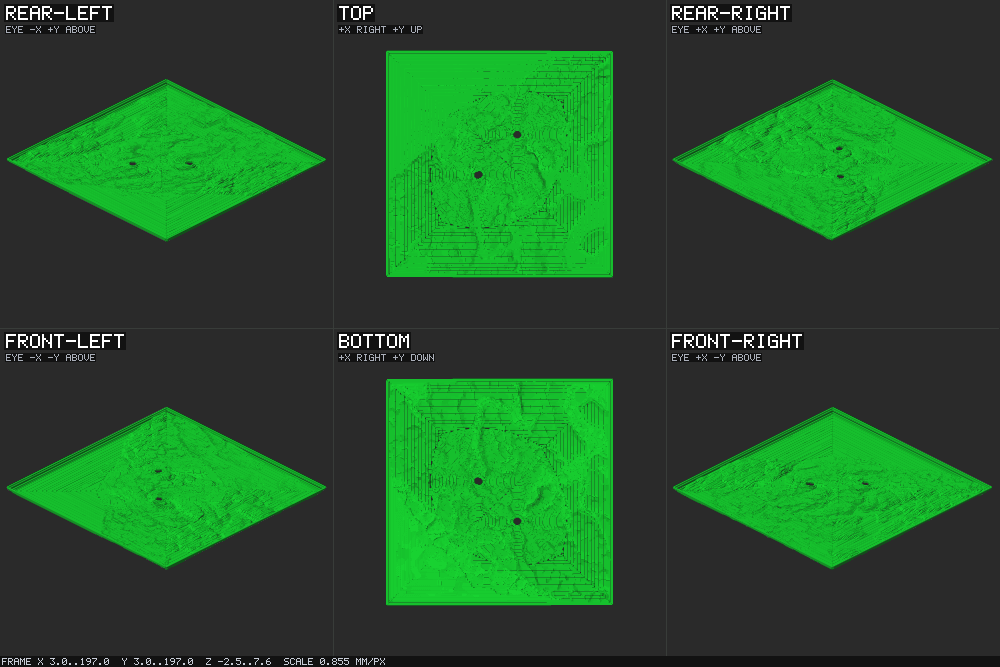 REAR-LEFT
EYE -X +Y ABOVE
TOP
+X RIGHT +Y UP
REAR-RIGHT
EYE +X +Y ABOVE
FRONT-LEFT
EYE -X -Y ABOVE
BOTTOM
+X RIGHT +Y DOWN
FRONT-RIGHT
EYE +X -Y ABOVE
FRAME X 3.0..197.0 Y 3.0..197.0 Z -2.5..7.6 SCALE 0.855 MM/PX